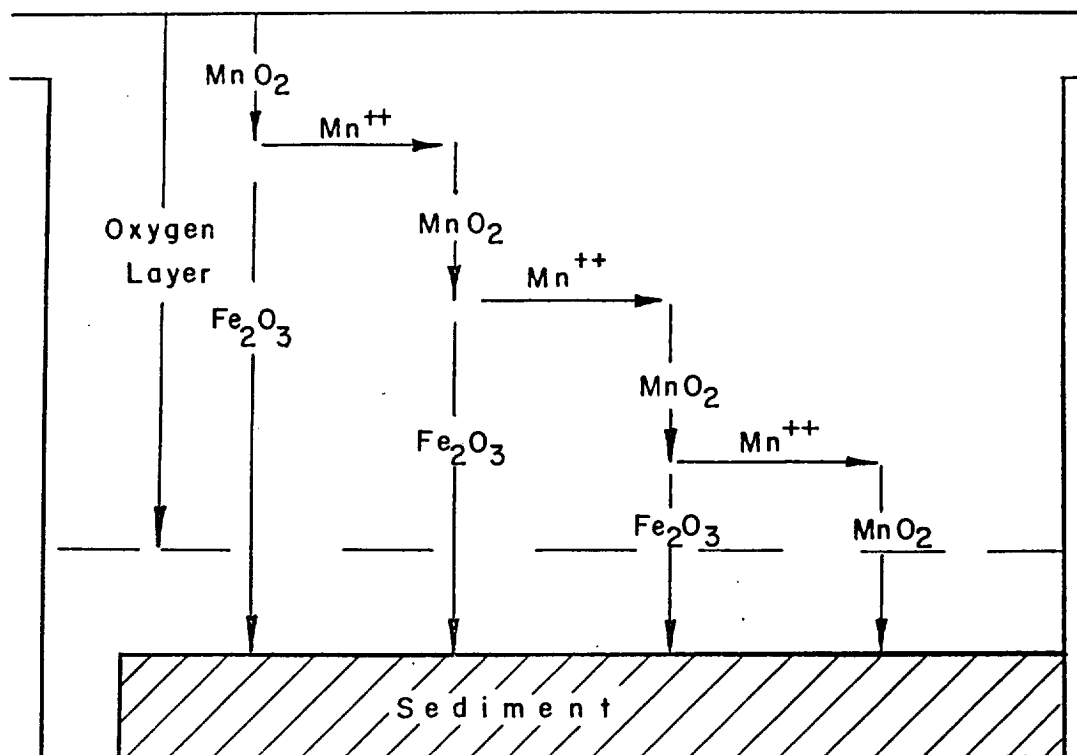 MnO2
Mn++
Oxygen
Layer
MnO2
Mn++
Fe2O3
MnO2
Fe2O3
Mn++
Fe2O3
MnO2
Sediment